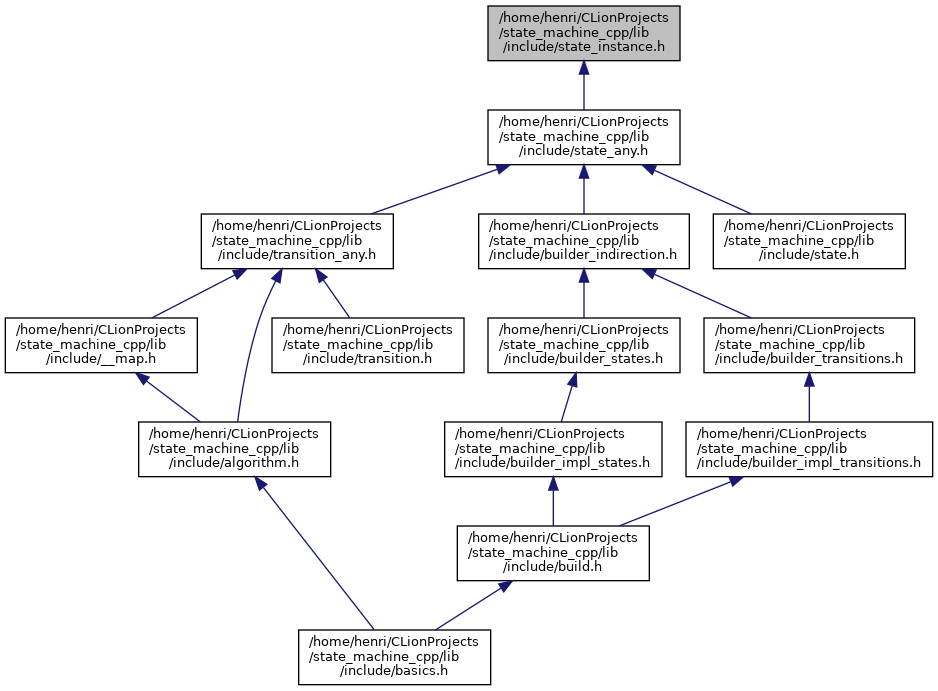 /home/henri/CLionProjects
/state_machine_cpp/lib
/include/state_instance.h
/home/henri/CLionProjects
/state_machine_cpp/lib
/include/state_any.h
/home/henri/CLionProjects
/state_machine_cpp/lib
/include/transition_any.h
/home/henri/CLionProjects
/state_machine_cpp/lib
/include/builder_indirection.h
/home/henri/CLionProjects
/state_machine_cpp/lib
/include/state.h
/home/henri/CLionProjects
/state_machine_cpp/lib
/include/__map.h
/home/henri/CLionProjects
/state_machine_cpp/lib
/include/transition.h
/home/henri/CLionProjects
/state_machine_cpp/lib
/include/builder_states.h
/home/henri/CLionProjects
/state_machine_cpp/lib
/include/builder_transitions.h
/home/henri/CLionProjects
/state_machine_cpp/lib
/include/algorithm.h
/home/henri/CLionProjects
/state_machine_cpp/lib
/include/builder_impl_states.h
/home/henri/CLionProjects
/state_machine_cpp/lib
/include/builder_impl_transitions.h
/home/henri/CLionProjects
/state_machine_cpp/lib
/include/build.h
/home/henri/CLionProjects
/state_machine_cpp/lib
/include/basics.h